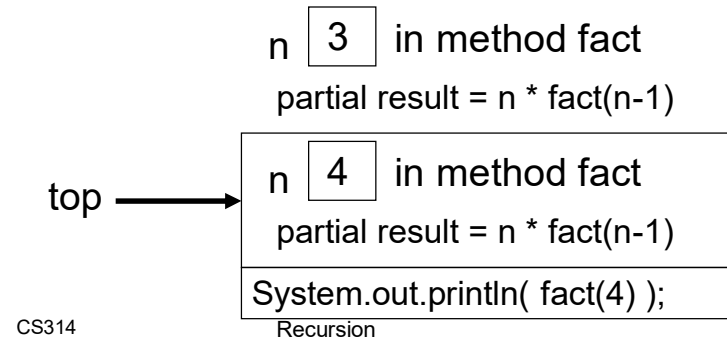 n 3 in method fact
partial result = n * fact(n-1)
n 4 in method fact
top
partial result = n * fact(n-1)
System.out.println( fact(4) );
CS314 Recursion